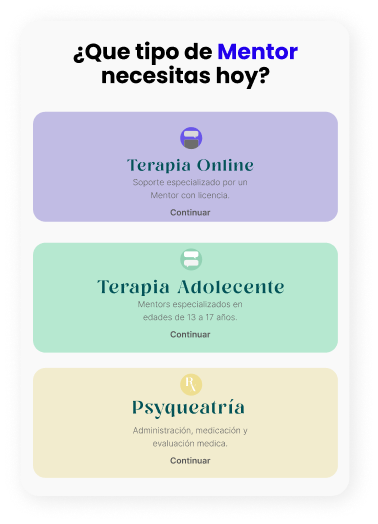 ¿Que tipo de Mentor
necesitas hoy?
Terapia Online
Soporte especializado por un
Mentor con licencia.
Continuar
Terapia Adolecente
Mentors especializados en
edades de 13 a 17 años.
Continuar
Rx
Psyqueatría
Administración, medicación y
evaluación medica.
Continuar